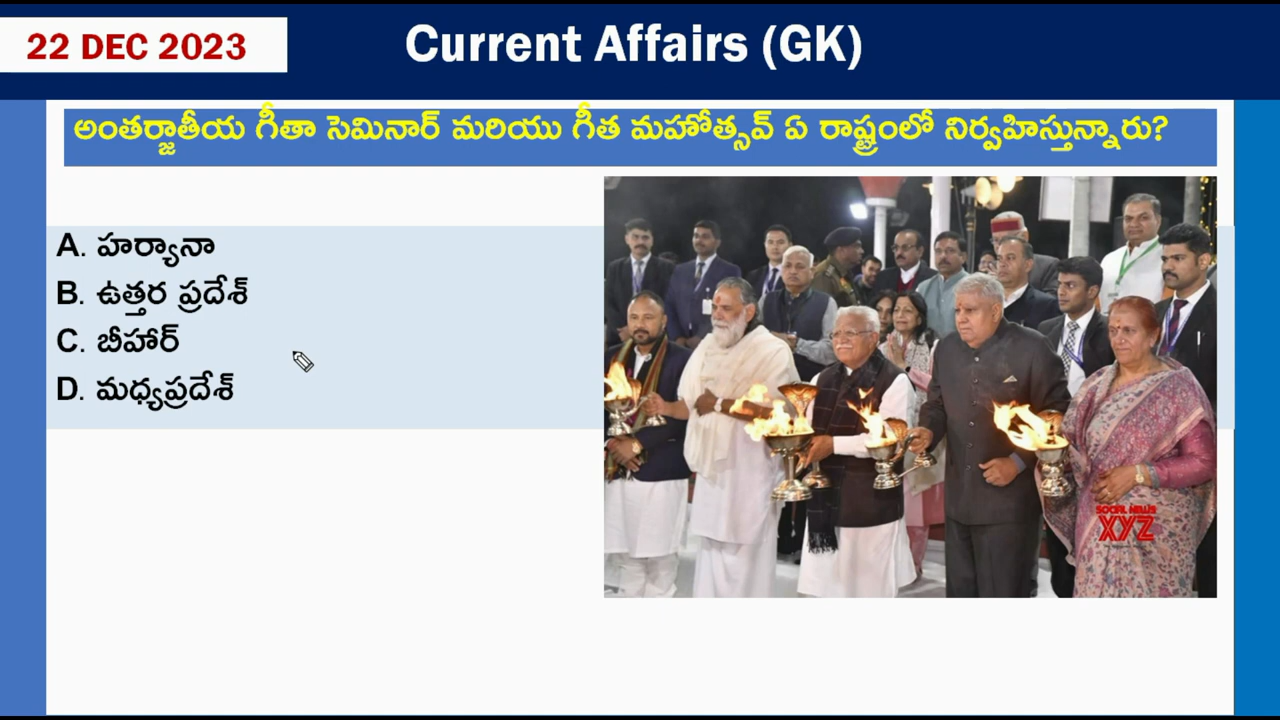 22 DEC 2023
Current Affairs (GK)
అంతర్జాతీయ గీతా సెమినార్ మరియు గీత మహోత్సవ్ ఏ రాష్ట్రంలో నిర్వహిస్తున్నారు?
A. హర్యానా
B. ఉత్తర ప్రదేశ్
C. బీహార్
D. మధ్యప్రదేశ్
SOCIAL NEWS
XYZ